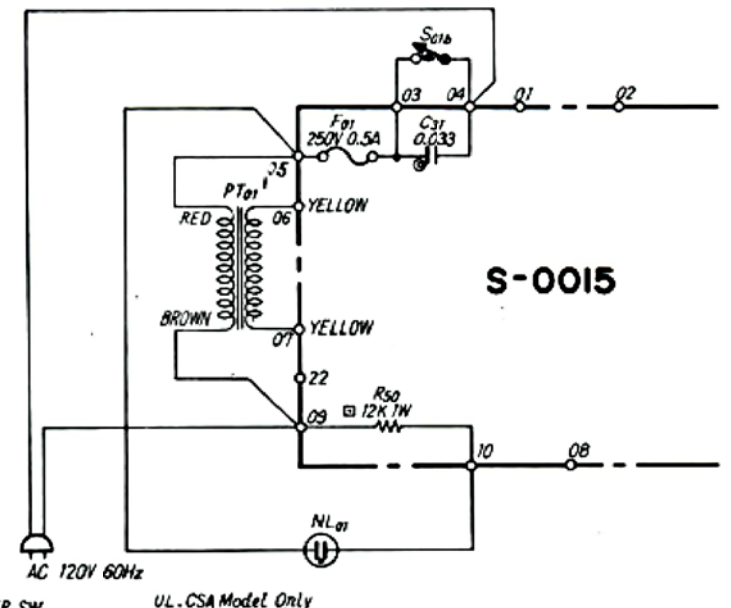 S01b
03
04
01
02
F01
250V 0.5A
C31
0.033
05
PT01
RED
06
YELLOW
S-0015
BROWN
07
YELLOW
22
09
R50
12K 1W
10
08
NL01
AC 120V 60Hz
UL.CSA Model Only
SW